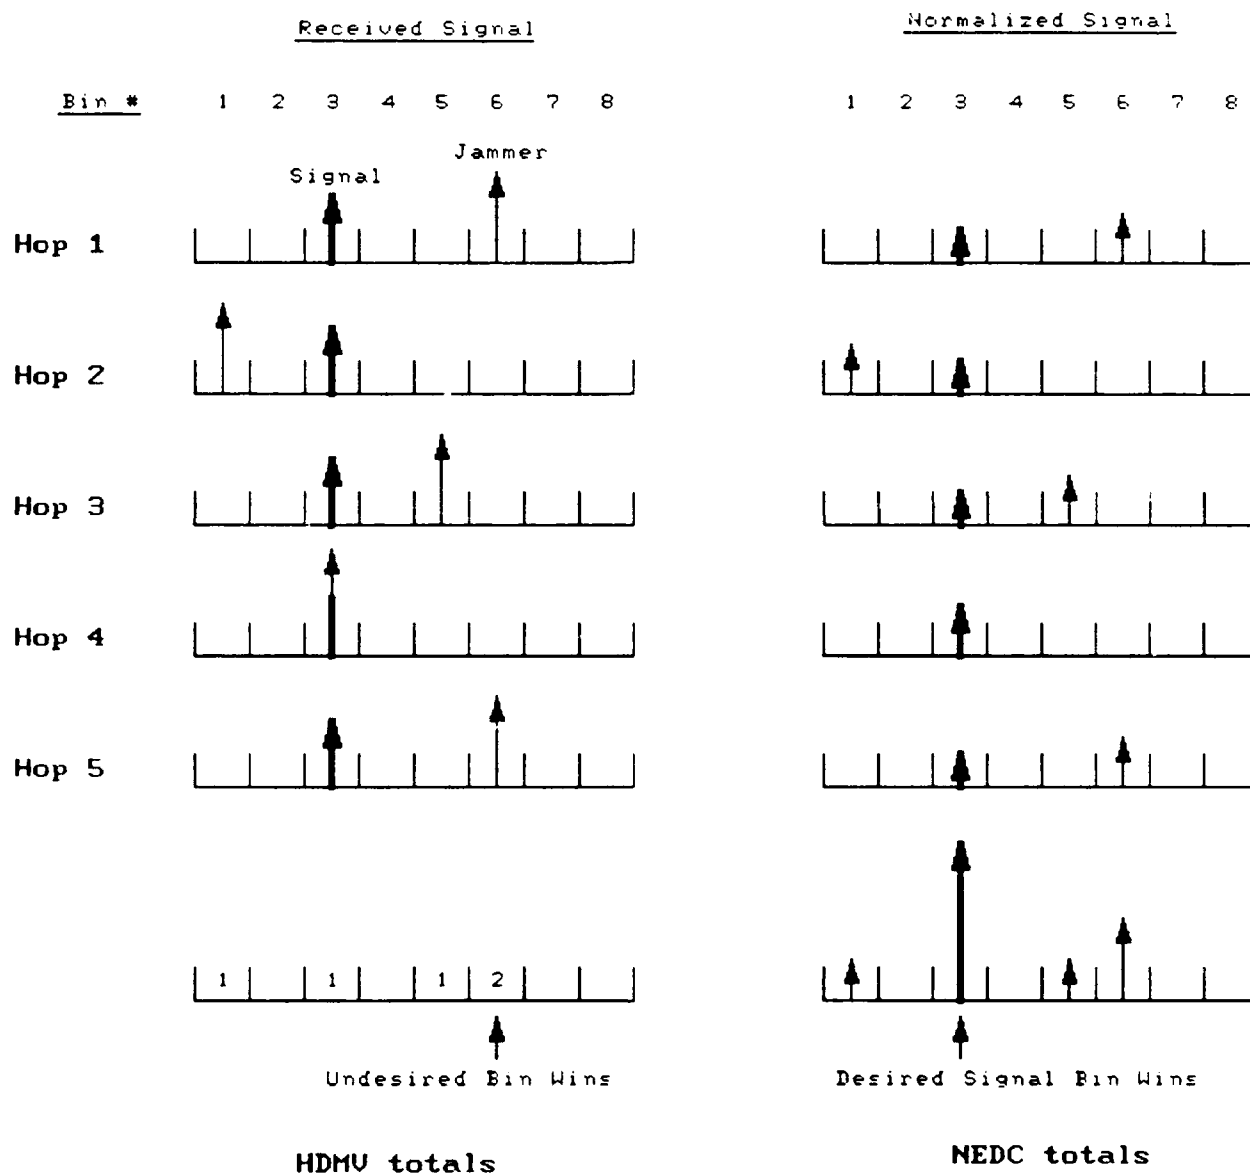 Received Signal
Normalized Signal
Bin # 1 2 3 4 5 6 7 8
1 2 3 4 5 6 7 8
Jammer
Signal
Hop 1
Hop 2
Hop 3
Hop 4
Hop 5
1 1 1 2
Undesired Bin Wins
Desired Signal Bin Wins
HDMV totals
NEDC totals